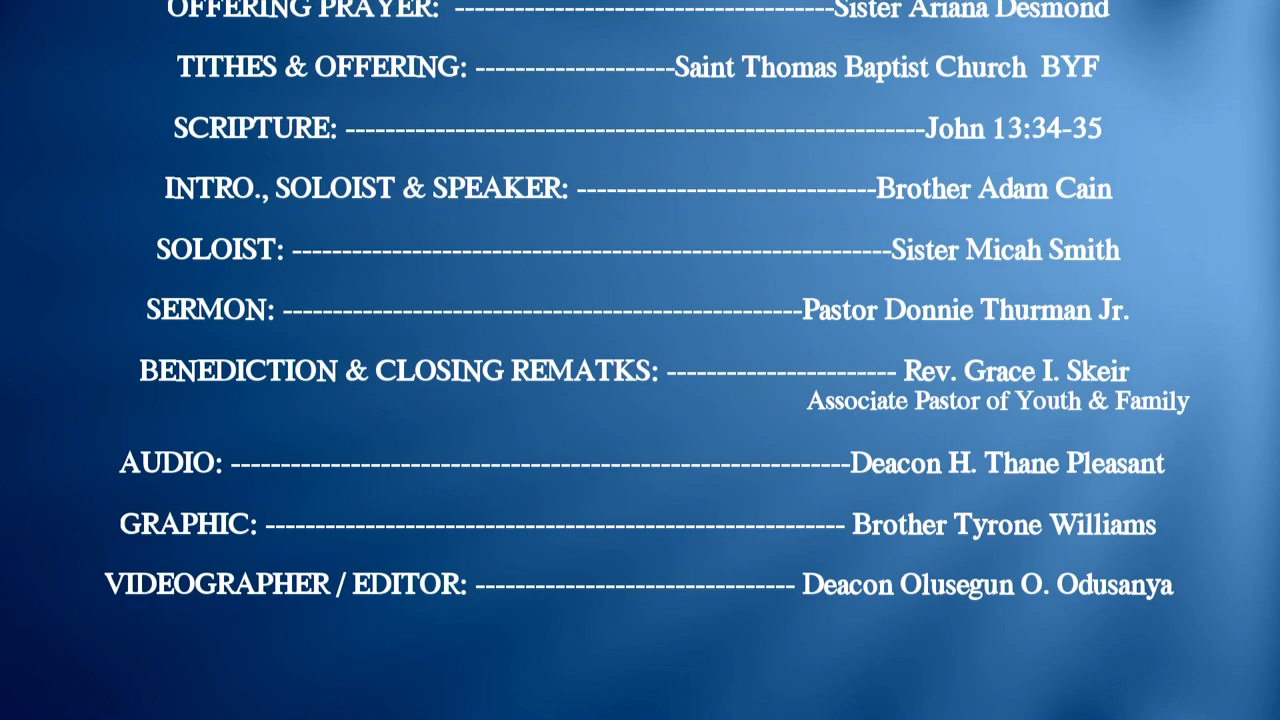 OFFERING PRAYER: --------------------------------------Sister Ariana Desmond
TITHES & OFFERING: --------------------Saint Thomas Baptist Church BYF
SCRIPTURE: ----------------------------------------------------------John 13:34-35
INTRO., SOLOIST & SPEAKER: ------------------------------Brother Adam Cain
SOLOIST: ------------------------------------------------------------Sister Micah Smith
SERMON: ----------------------------------------------------Pastor Donnie Thurman Jr.
BENEDICTION & CLOSING REMATKS: ----------------------- Rev. Grace I. Skeir
Associate Pastor of Youth & Family
AUDIO: --------------------------------------------------------------Deacon H. Thane Pleasant
GRAPHIC: ---------------------------------------------------------- Brother Tyrone Williams
VIDEOGRAPHER / EDITOR: -------------------------------- Deacon Olusegun O. Odusanya